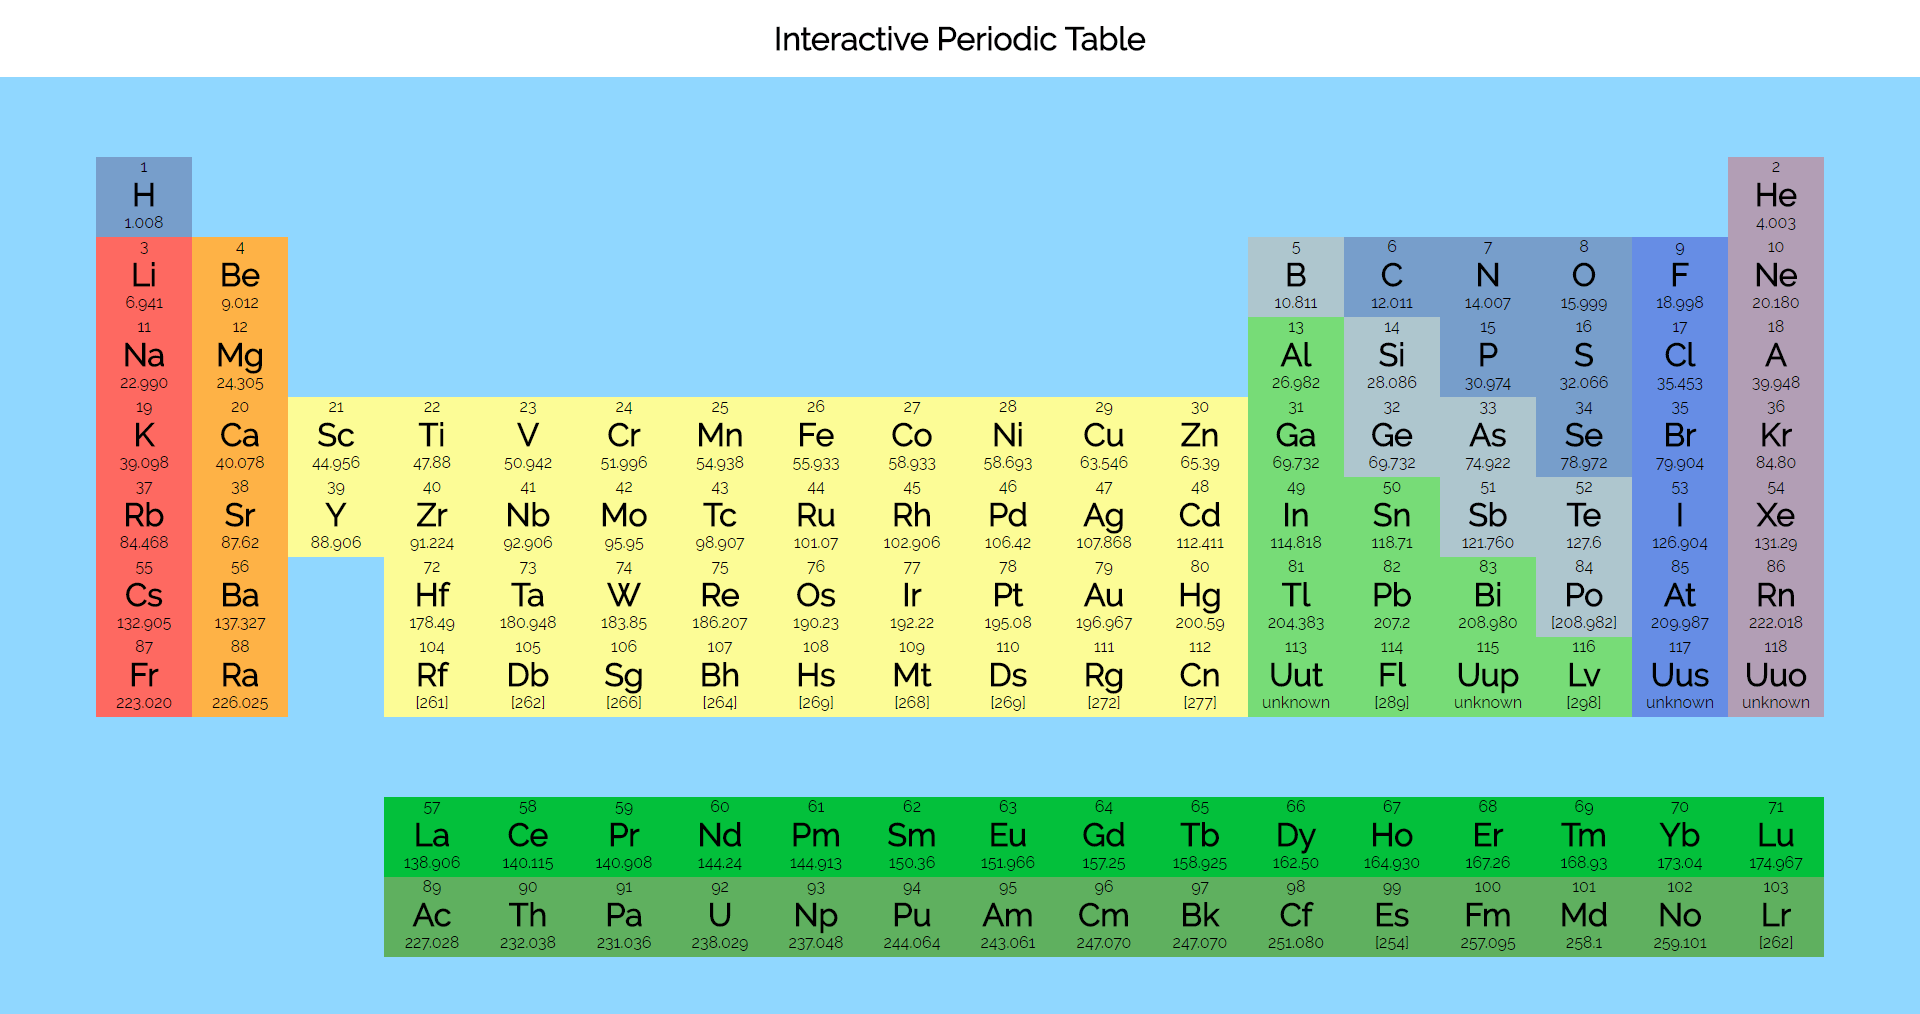 Interactive Periodic Table
1 2
H He
1.008 4.003
3 4 5 6 7 8 9 10
Li Be B C N O F Ne
6.941 9.012 10.811 12.011 14.007 15.999 18.998 20.180
11 12 13 14 15 16 17 18
Na Mg Al Si P S Cl A
22.990 24.305 26.982 28.086 30.974 32.066 35.453 39.948
19 20 21 22 23 24 25 26 27 28 29 30 31 32 33 34 35 36
K Ca Sc Ti V Cr Mn Fe Co Ni Cu Zn Ga Ge As Se Br Kr
39.098 40.078 44.956 47.88 50.942 51.996 54.938 55.933 58.933 58.693 63.546 65.39 69.732 69.732 74.922 78.972 79.904 84.80
37 38 39 40 41 42 43 44 45 46 47 48 49 50 51 52 53 54
Rb Sr Y Zr Nb Mo Tc Ru Rh Pd Ag Cd In Sn Sb Te I Xe
84.468 87.62 88.906 91.224 92.906 95.95 98.907 101.07 102.906 106.42 107.868 112.411 114.818 118.71 121.760 127.6 126.904 131.29
55 56 72 73 74 75 76 77 78 79 80 81 82 83 84 85 86
Cs Ba Hf Ta W Re Os Ir Pt Au Hg Tl Pb Bi Po At Rn
132.905 137.327 178.49 180.948 183.85 186.207 190.23 192.22 195.08 196.967 200.59 204.383 207.2 208.980 [208.982] 209.987 222.018
87 88 104 105 106 107 108 109 110 111 112 113 114 115 116 117 118
Fr Ra Rf Db Sg Bh Hs Mt Ds Rg Cn Uut Fl Uup Lv Uus Uuo
223.020 226.025 [261] [262] [266] [264] [269] [268] [269] [272] [277] unknown [289] unknown [298] unknown unknown
57 58 59 60 61 62 63 64 65 66 67 68 69 70 71
La Ce Pr Nd Pm Sm Eu Gd Tb Dy Ho Er Tm Yb Lu
138.906 140.115 140.908 144.24 144.913 150.36 151.966 157.25 158.925 162.50 164.930 167.26 168.93 173.04 174.967
89 90 91 92 93 94 95 96 97 98 99 100 101 102 103
Ac Th Pa U Np Pu Am Cm Bk Cf Es Fm Md No Lr
227.028 232.038 231.036 238.029 237.048 244.064 243.061 247.070 247.070 251.080 [254] 257.095 258.1 259.101 [262]